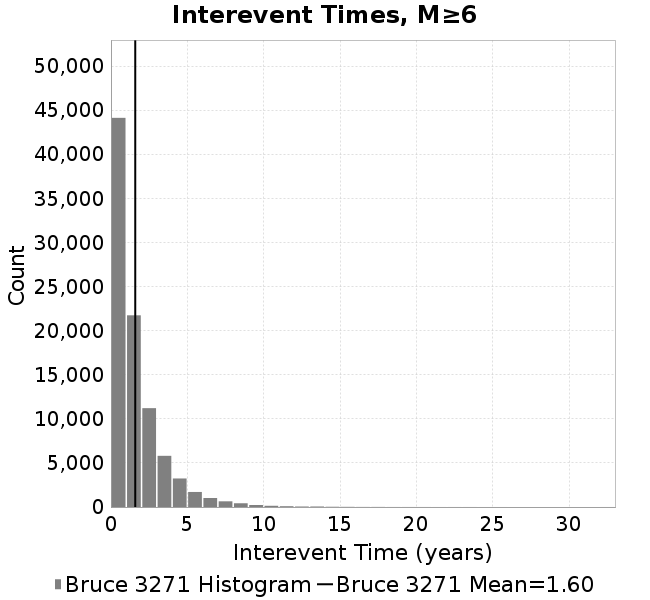 Interevent Times, M≥6
50,000
45,000
40,000
35,000
30,000
25,000
20,000
15,000
10,000
5,000
0
Count
0 5 10 15 20 25 30
Interevent Time (years)
Bruce 3271 Histogram Bruce 3271 Mean=1.60